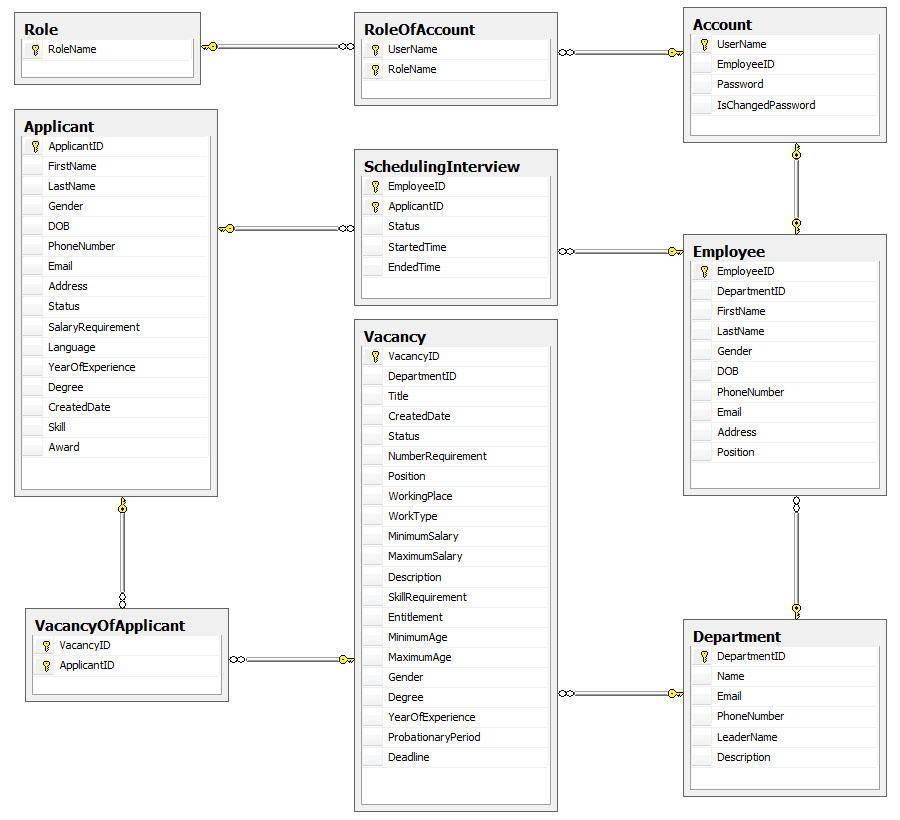 Role
RoleName
RoleOfAccount
UserName
RoleName
Account
UserName
EmployeeID
Password
IsChangedPassword
Applicant
ApplicantID
FirstName
LastName
Gender
DOB
PhoneNumber
Email
Address
Status
SalaryRequirement
Language
YearOfExperience
Degree
CreatedDate
Skill
Award
SchedulingInterview
EmployeeID
ApplicantID
Status
StartedTime
EndedTime
Employee
EmployeeID
DepartmentID
FirstName
LastName
Gender
DOB
PhoneNumber
Email
Address
Position
Vacancy
VacancyID
DepartmentID
Title
CreatedDate
Status
NumberRequirement
Position
WorkingPlace
WorkType
MinimumSalary
MaximumSalary
Description
SkillRequirement
Entitlement
MinimumAge
MaximumAge
Gender
Degree
YearOfExperience
ProbationaryPeriod
Deadline
VacancyOfApplicant
VacancyID
ApplicantID
Department
DepartmentID
Name
Email
PhoneNumber
LeaderName
Description